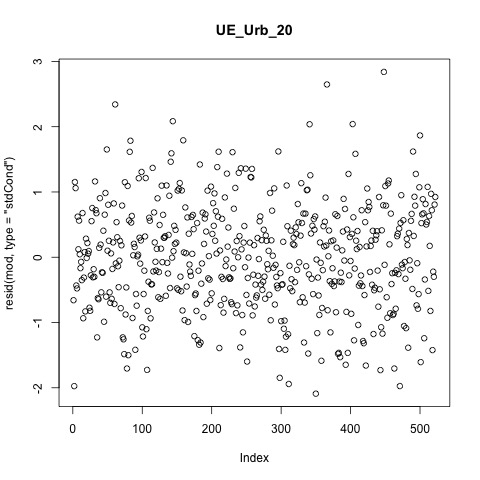 UE_Urb_20
resid(mod, type = "stdCond")
3
2
1
0
-1
-2
0 100 200 300 400 500
Index